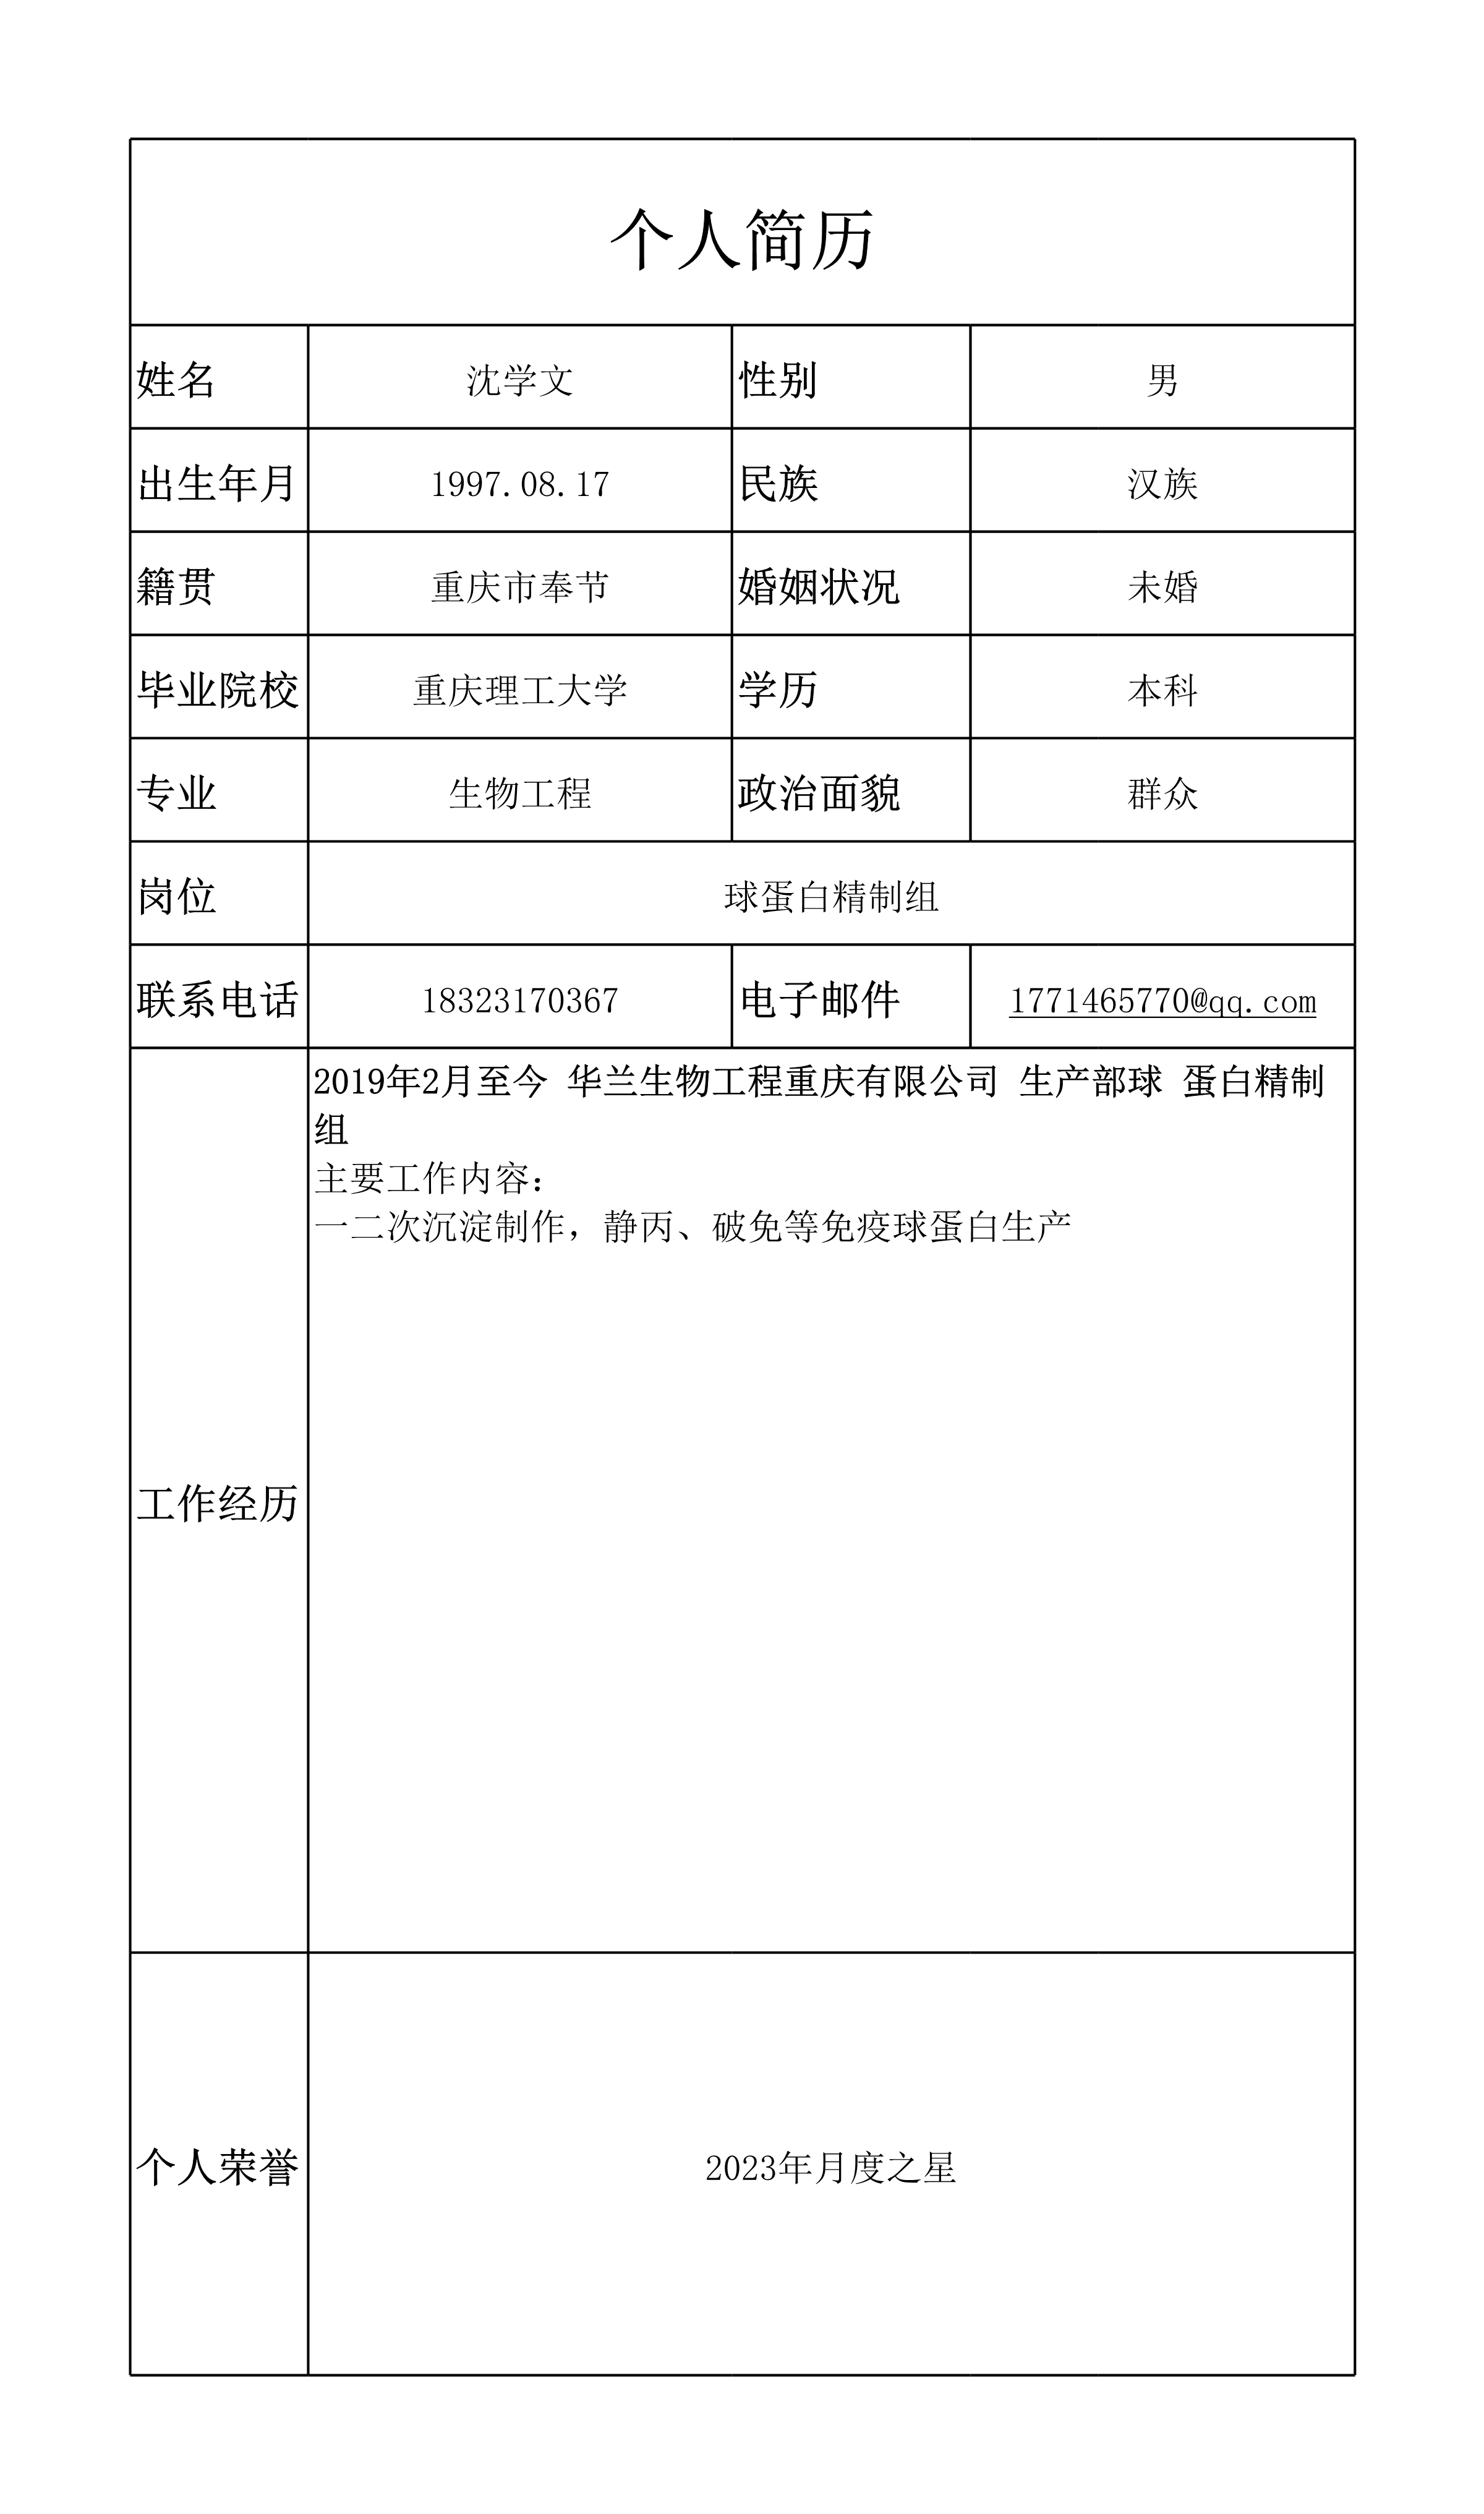 个人简历
姓名 沈学文 性别 男
出生年月 1997.08.17 民族 汉族
籍贯 重庆市奉节 婚姻状况 未婚
毕业院校 重庆理工大学 学历 本科
专业 生物工程 政治面貌 群众
岗位 球蛋白精制组
联系电话 18323170367 电子邮件 1771465770@qq.com
2019年2月至今 华兰生物工程重庆有限公司 生产部球 蛋白精制
组
主要工作内容：
一二次沉淀制作，静丙、破免等免疫球蛋白生产
工作经历
个人荣誉 2023年月度之星